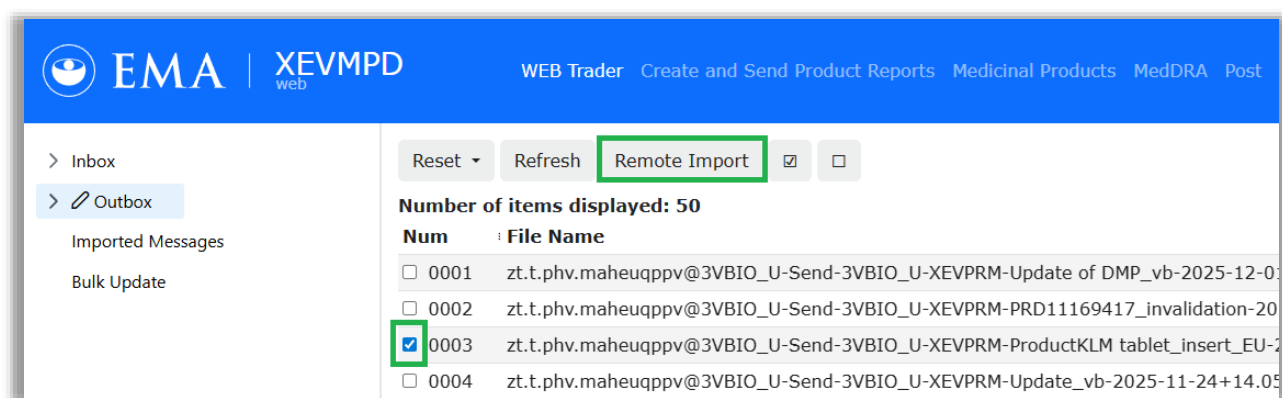 EMA | XEVMPD
web
WEB Trader Create and Send Product Reports Medicinal Products MedDRA Post
Inbox
Outbox
Imported Messages
Bulk Update
Reset Refresh Remote Import
Number of items displayed: 50
Num File Name
0001 zt.t.phv.maheuqppv@3VBIO_U-Send-3VBIO_U-XEVPRM-Update of DMP_vb-2025-12-01
0002 zt.t.phv.maheuqppv@3VBIO_U-Send-3VBIO_U-XEVPRM-PRD11169417_invalidation-20
0003 zt.t.phv.maheuqppv@3VBIO_U-Send-3VBIO_U-XEVPRM-ProductKLM tablet_insert_EU-2
0004 zt.t.phv.maheuqppv@3VBIO_U-Send-3VBIO_U-XEVPRM-Update_vb-2025-11-24+14.05